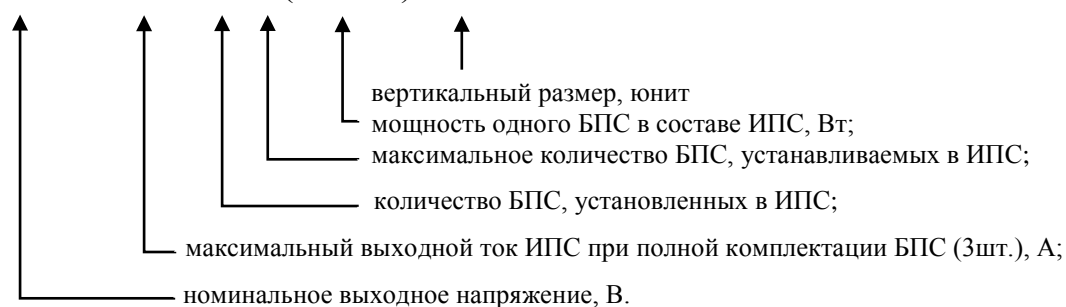 вертикальный размер, юнит
мощность одного БПС в составе ИПС, Вт;
максимальное количество БПС, устанавливаемых в ИПС;
количество БПС, установленных в ИПС;
максимальный выходной ток ИПС при полной комплектации БПС (3шт.), А;
номинальное выходное напряжение, В.